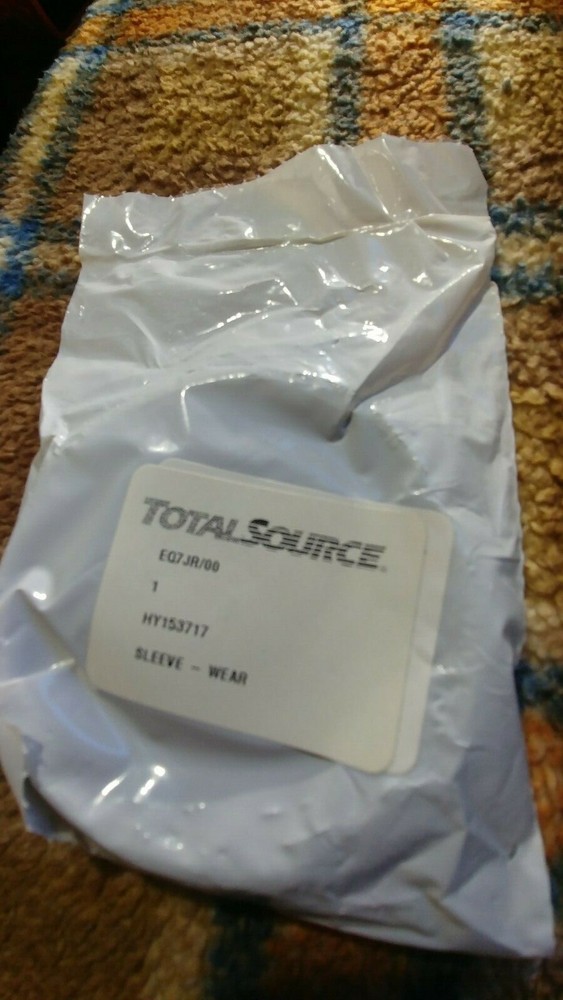 TOTALSOURCE®
EQ7JR/00
1
HY153717
SLEEVE - WEAR